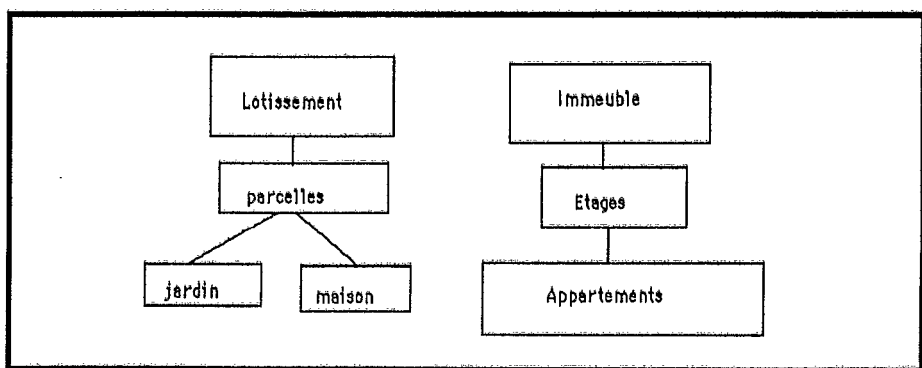 Lotissement
Immeuble
parcelles
Etages
jardin
maison
Appartements